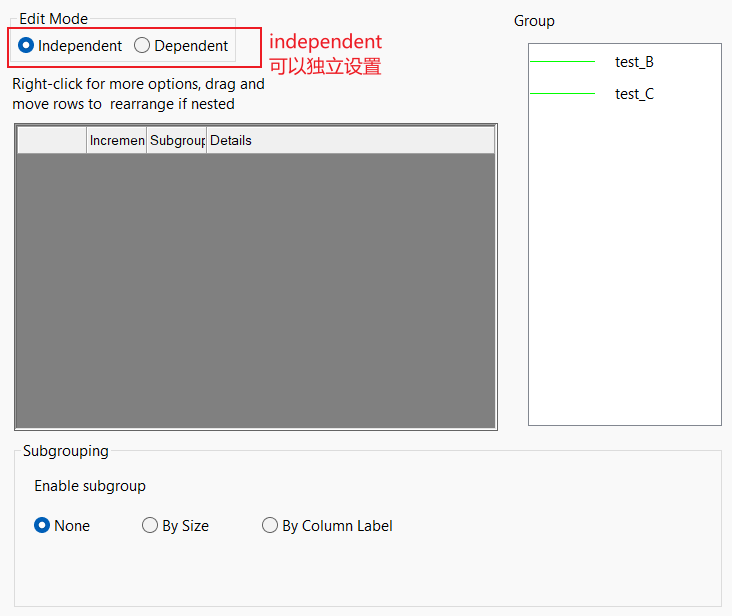 Edit Mode
Independent
Dependent
independent
可以独立设置
Right-click for more options, drag and
move rows to rearrange if nested
Incremen
Subgroup
Details
Group
test_B
test_C
Subgrouping
Enable subgroup
None
By Size
By Column Label